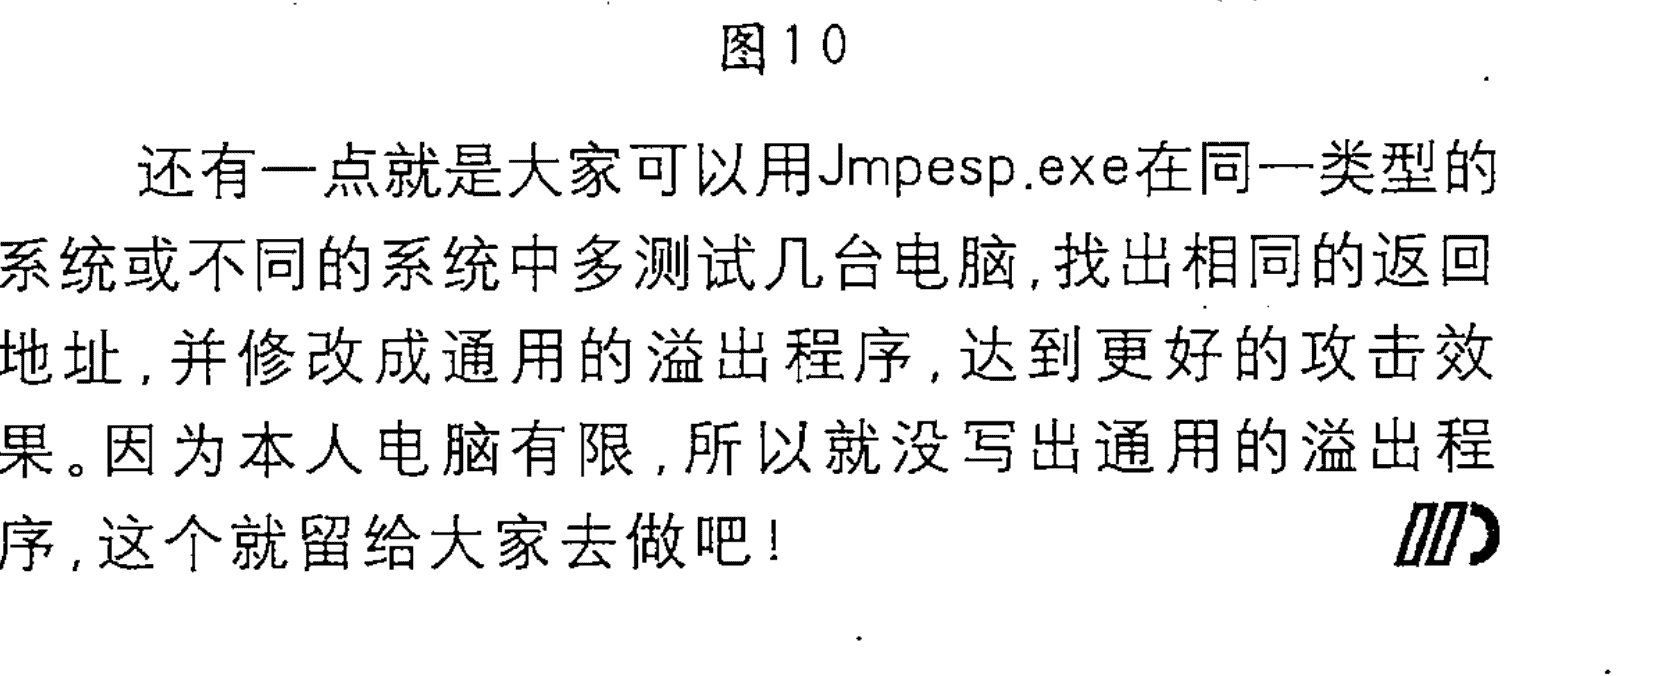 图10
还有一点就是大家可以用Jmpesp.exe在同一类型的
系统或不同的系统中多测试几台电脑,找出相同的返回
地址,并修改成通用的溢出程序,达到更好的攻击效
果。因为本人电脑有限,所以就没写出通用的溢出程
序,这个就留给大家去做吧!